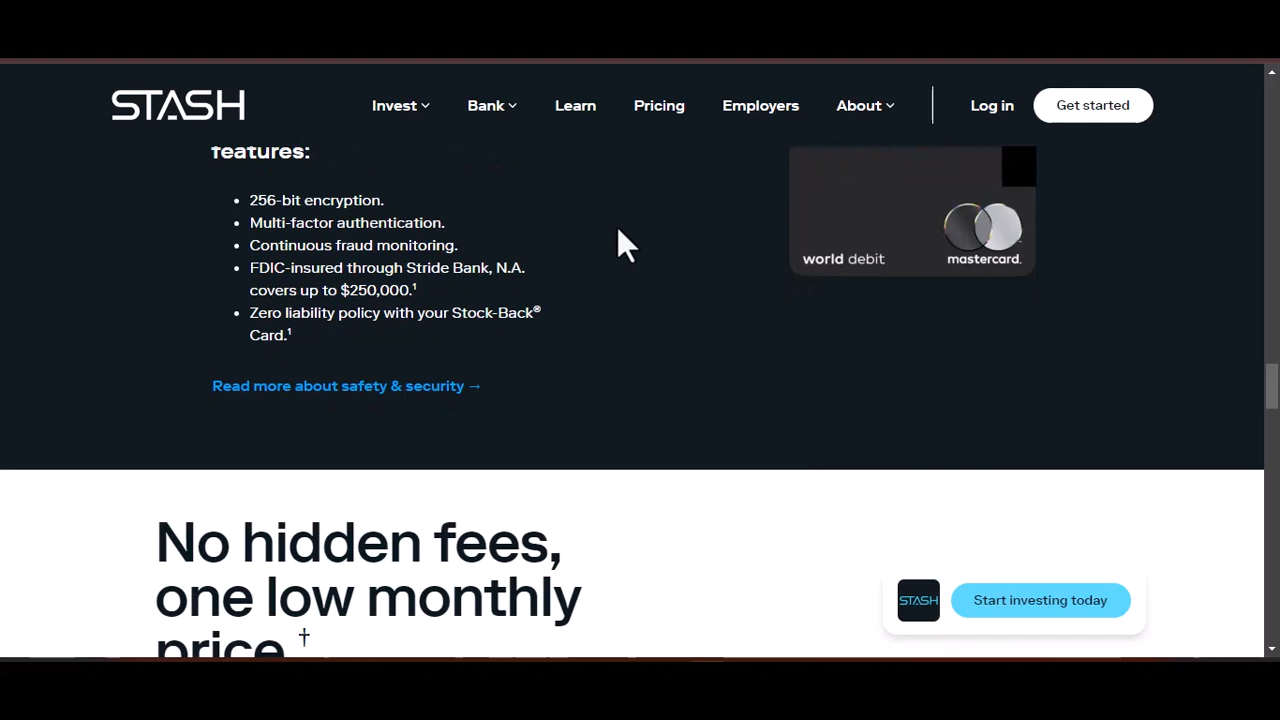 STASH
Invest
Bank
Learn
Pricing
Employers
About
Log in
Get started
features:
256-bit encryption.
Multi-factor authentication.
Continuous fraud monitoring.
FDIC-insured through Stride Bank, N.A.
covers up to $250,000.¹
Zero liability policy with your Stock-Back®
Card.¹
Read more about safety & security →
world debit
mastercard.
No hidden fees,
one low monthly
price.†
STASH
Start investing today